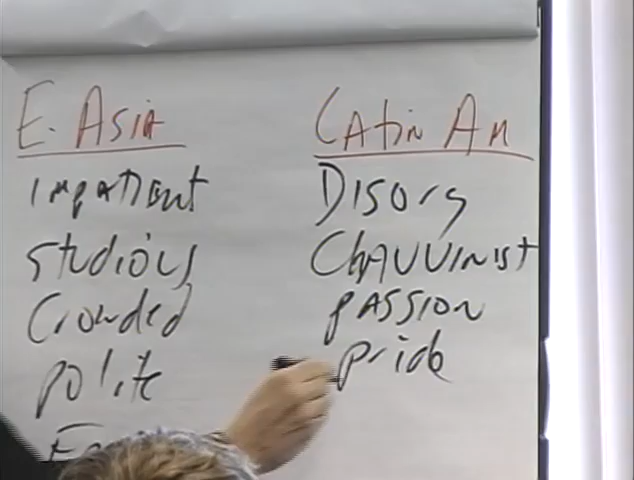 E. Asia
Impatient
Studious
Crowded
polite
Latin Am
Disorg
Chauvinist
passion
pride